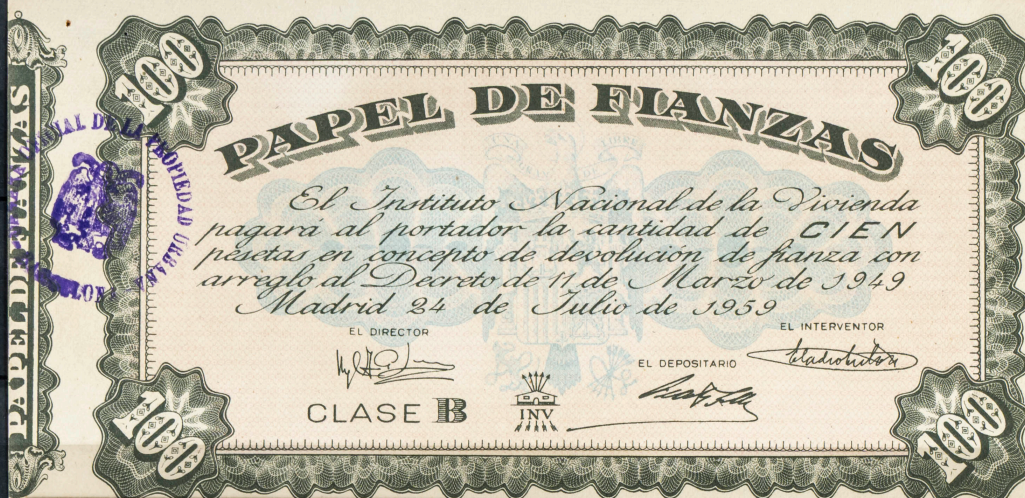 100
100
PAPEL DE FIANZAS
El Instituto Nacional de la Vivienda
pagará al portador la cantidad de CIEN
pesetas en concepto de devolución de fianza con
arreglo al Decreto de 11 de Marzo de 1949
Madrid 24 de Julio de 1959
EL DIRECTOR
EL INTERVENTOR
EL DEPOSITARIO
CLASE B
INV
100
100
PAPEL DE FIANZAS
DE LA PROPIEDAD URBANA